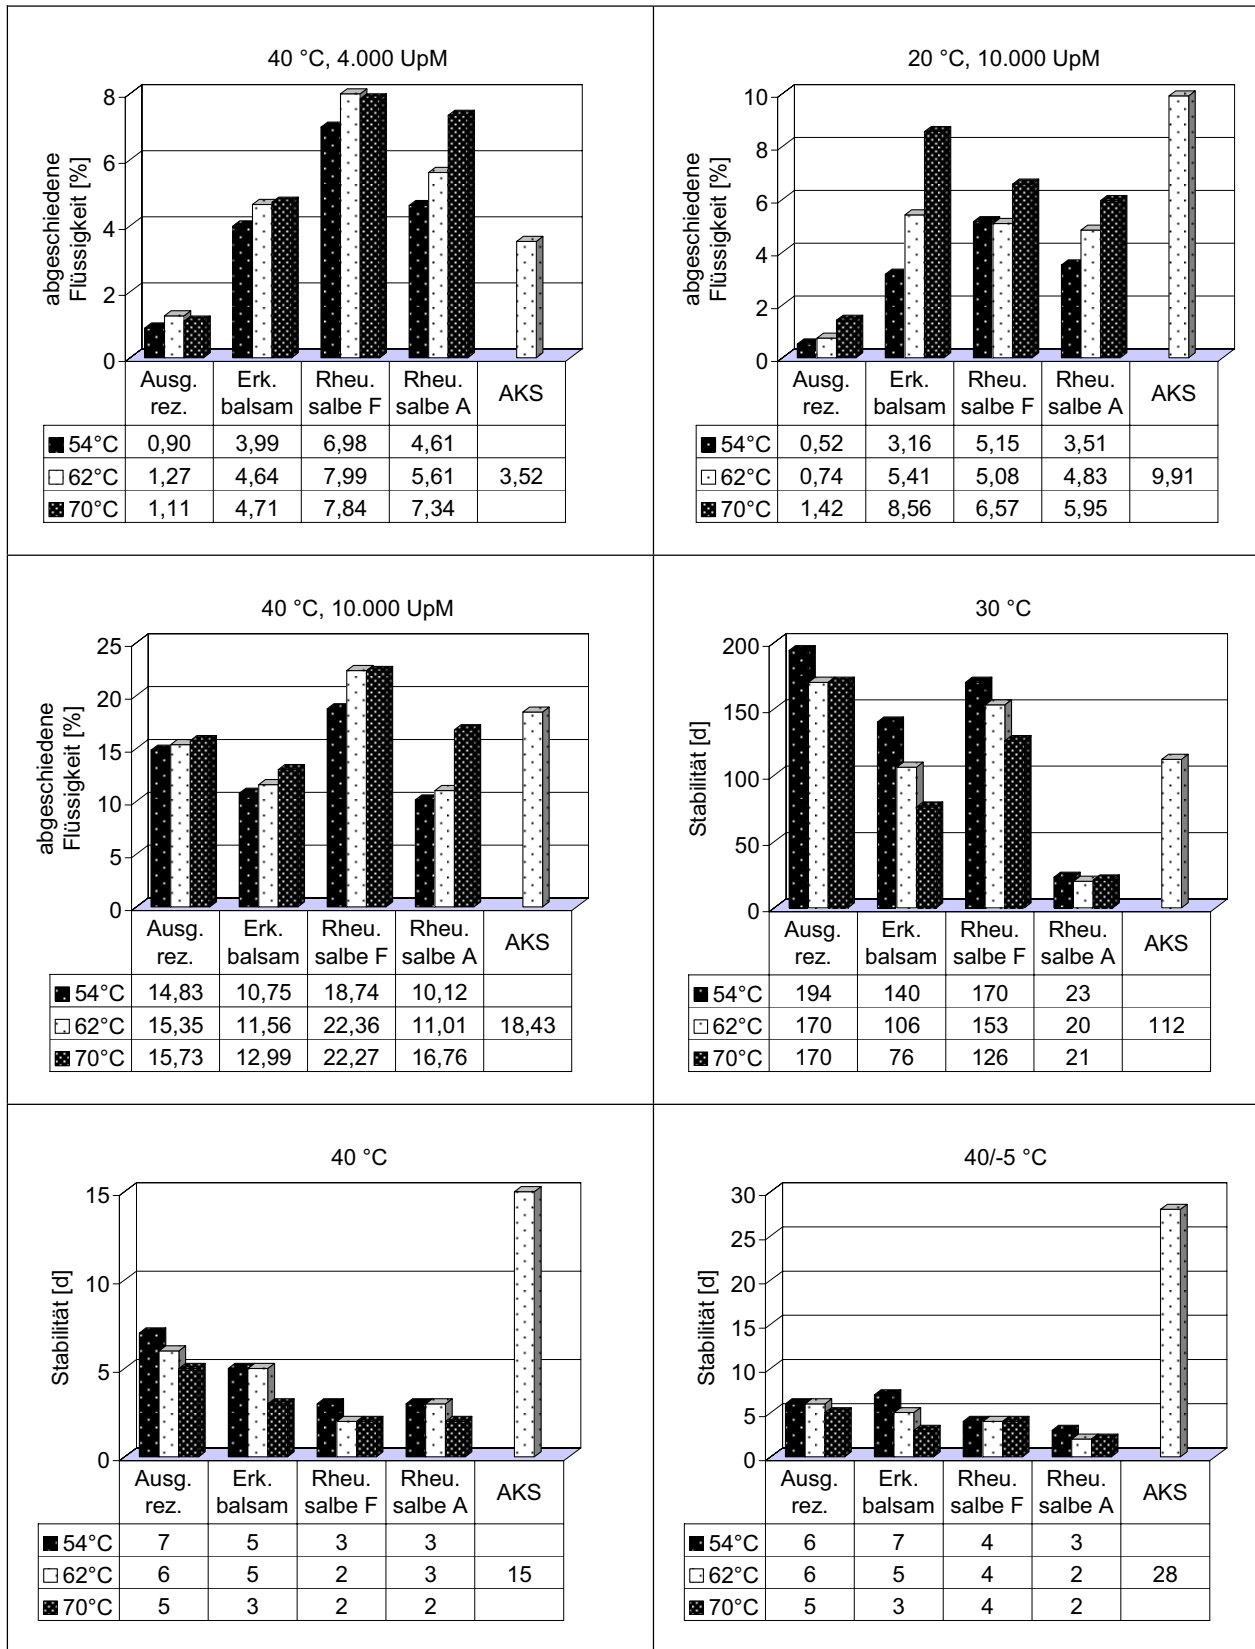 40 °C, 4.000 UpM
abgeschiedene
Flüssigkeit [%]
8
6
4
2
0
Ausg. Erk. Rheu. Rheu. AKS
rez. balsam salbe F salbe A
54°C 0,90 3,99 6,98 4,61
62°C 1,27 4,64 7,99 5,61 3,52
70°C 1,11 4,71 7,84 7,34
20 °C, 10.000 UpM
abgeschiedene
Flüssigkeit [%]
10
8
6
4
2
0
Ausg. Erk. Rheu. Rheu. AKS
rez. balsam salbe F salbe A
54°C 0,52 3,16 5,15 3,51
62°C 0,74 5,41 5,08 4,83 9,91
70°C 1,42 8,56 6,57 5,95
40 °C, 10.000 UpM
abgeschiedene
Flüssigkeit [%]
25
20
15
10
5
0
Ausg. Erk. Rheu. Rheu. AKS
rez. balsam salbe F salbe A
54°C 14,83 10,75 18,74 10,12
62°C 15,35 11,56 22,36 11,01 18,43
70°C 15,73 12,99 22,27 16,76
30 °C
Stabilität [d]
200
150
100
50
0
Ausg. Erk. Rheu. Rheu. AKS
rez. balsam salbe F salbe A
54°C 194 140 170 23
62°C 170 106 153 20 112
70°C 170 76 126 21
40 °C
Stabilität [d]
15
10
5
0
Ausg. Erk. Rheu. Rheu. AKS
rez. balsam salbe F salbe A
54°C 7 5 3 3
62°C 6 5 2 3 15
70°C 5 3 2 2
40/-5 °C
Stabilität [d]
30
25
20
15
10
5
0
Ausg. Erk. Rheu. Rheu. AKS
rez. balsam salbe F salbe A
54°C 6 7 4 3
62°C 6 5 4 2 28
70°C 5 3 4 2